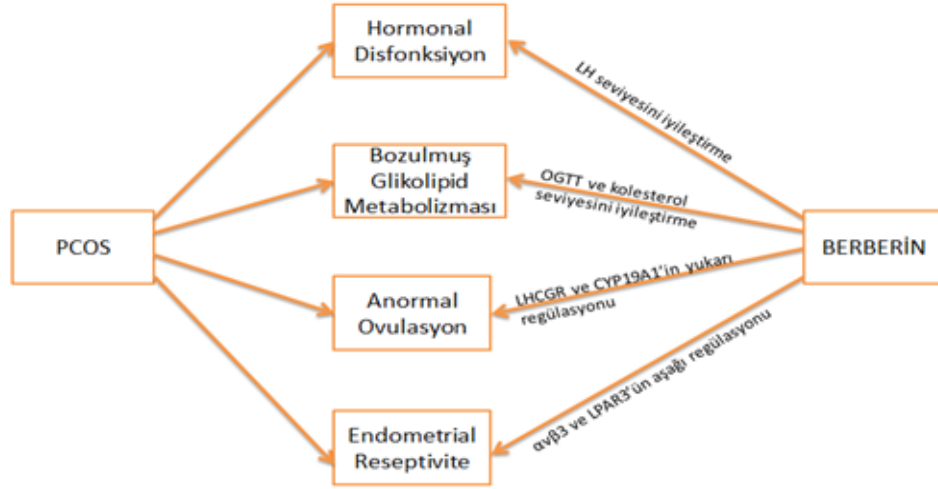 Hormonal
Disfonksiyon
LH seviyesini iyileştirme
Bozulmuş
Glikolipid
Metabolizması
OGTT ve kolesterol
seviyesini iyileştirme
PCOS
BERBERİN
LHCGR ve CYP19A1'in yukarı
regülasyonu
Anormal
Ovulasyon
αvβ3 ve LPAR3'ün aşağı regülasyonu
Endometrial
Reseptivite